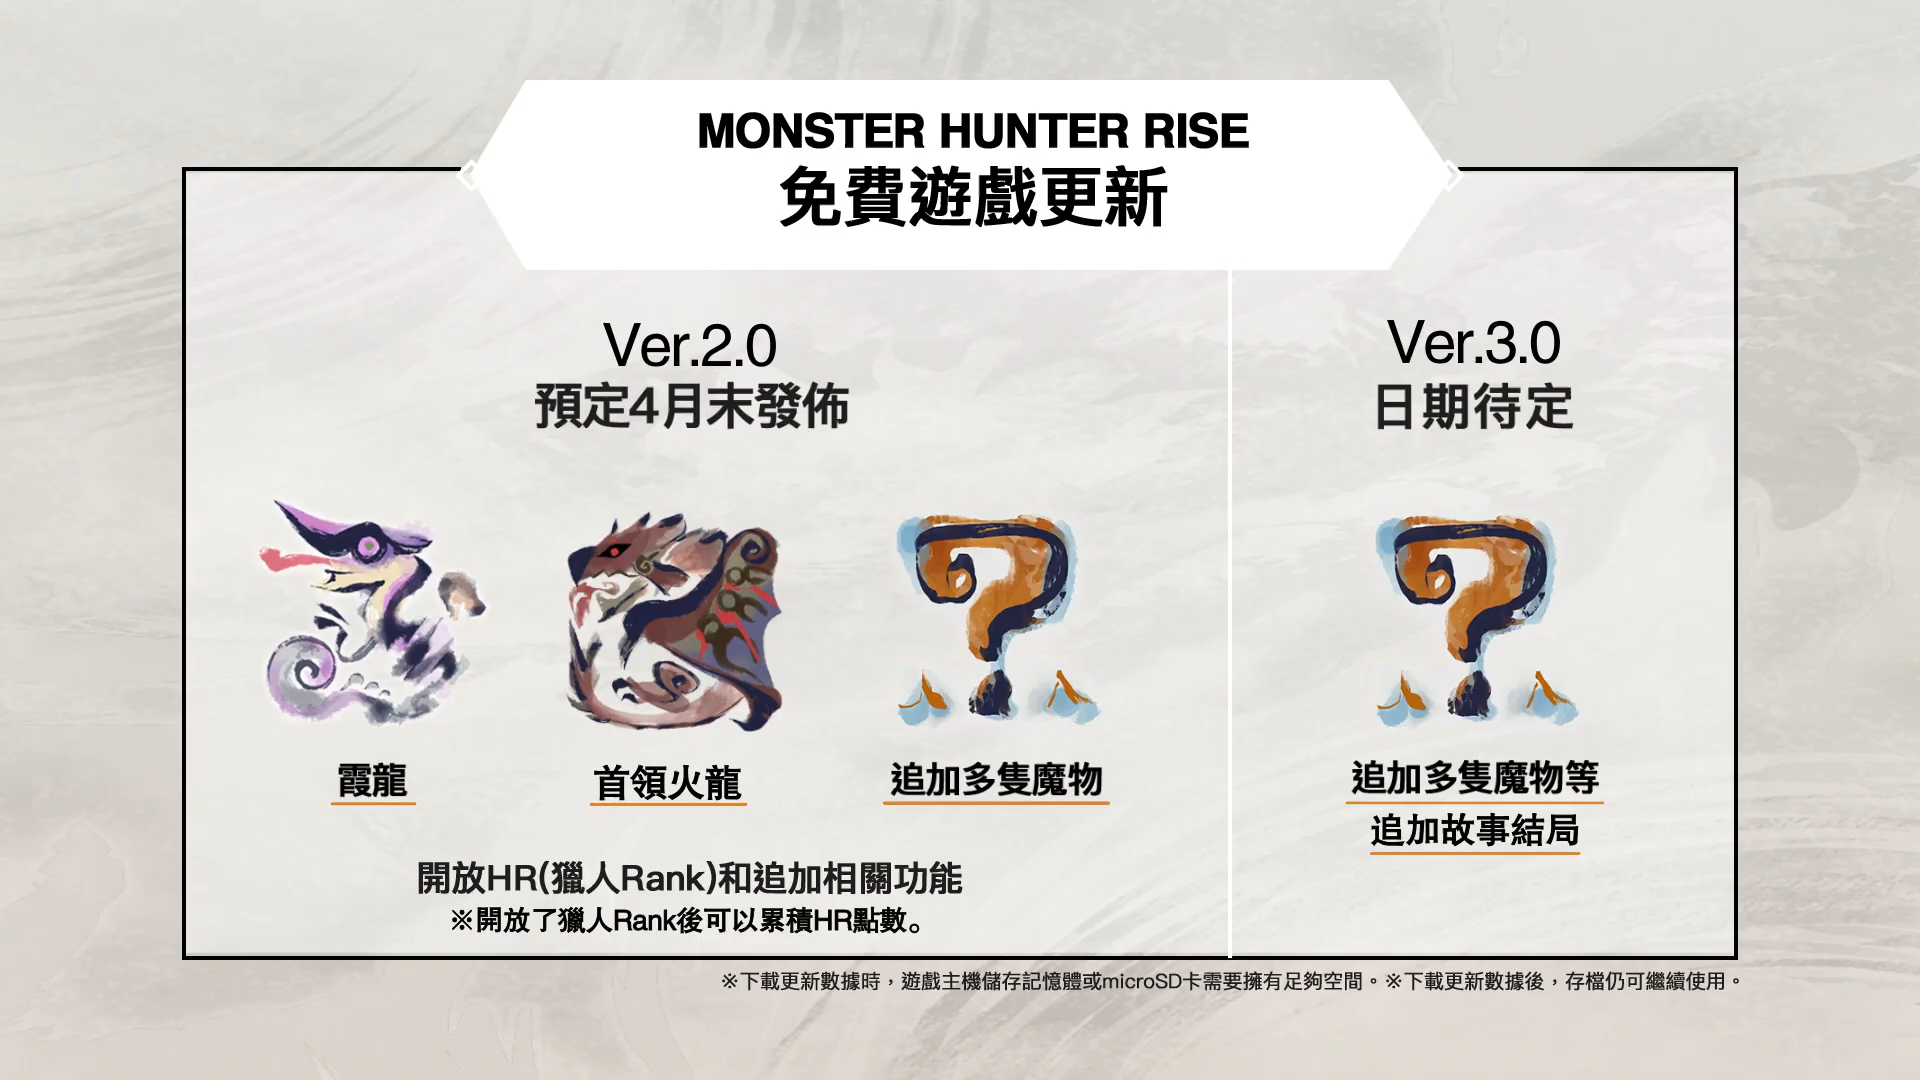 MONSTER HUNTER RISE
免費遊戲更新
Ver.2.0
預定4月末發佈
霞龍
首領火龍
追加多隻魔物
開放HR(獵人Rank)和追加相關功能
※開放了獵人Rank後可以累積HR點數。
Ver.3.0
日期待定
追加多隻魔物等
追加故事結局
※下載更新數據時，遊戲主機儲存記憶體或microSD卡需要擁有足夠空間。※下載更新數據後，存檔仍可繼續使用。